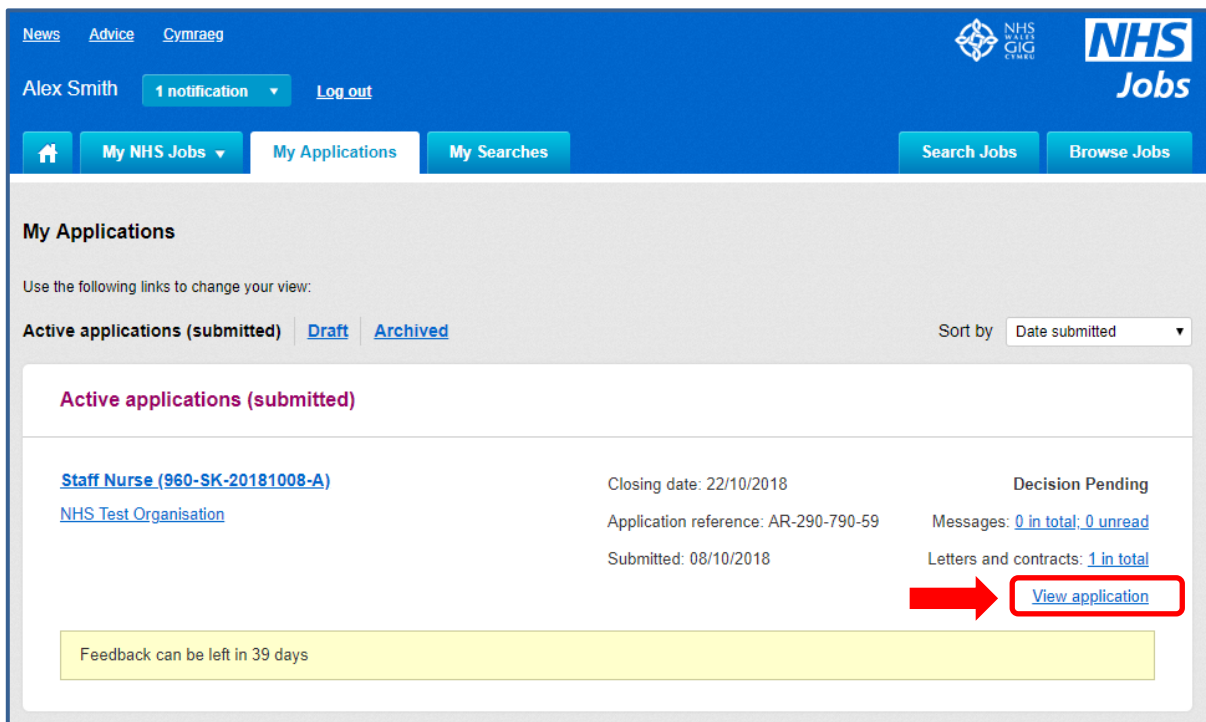 News Advice Cymraeg
NHS
WALES
GIG
CYMRU
NHS
Jobs
Alex Smith 1 notification Log out
My NHS Jobs My Applications My Searches Search Jobs Browse Jobs
My Applications
Use the following links to change your view:
Active applications (submitted) Draft Archived Sort by Date submitted
Active applications (submitted)
Staff Nurse (960-SK-20181008-A) Closing date: 22/10/2018 Decision Pending
NHS Test Organisation Application reference: AR-290-790-59 Messages: 0 in total; 0 unread
Submitted: 08/10/2018 Letters and contracts: 1 in total
View application
Feedback can be left in 39 days